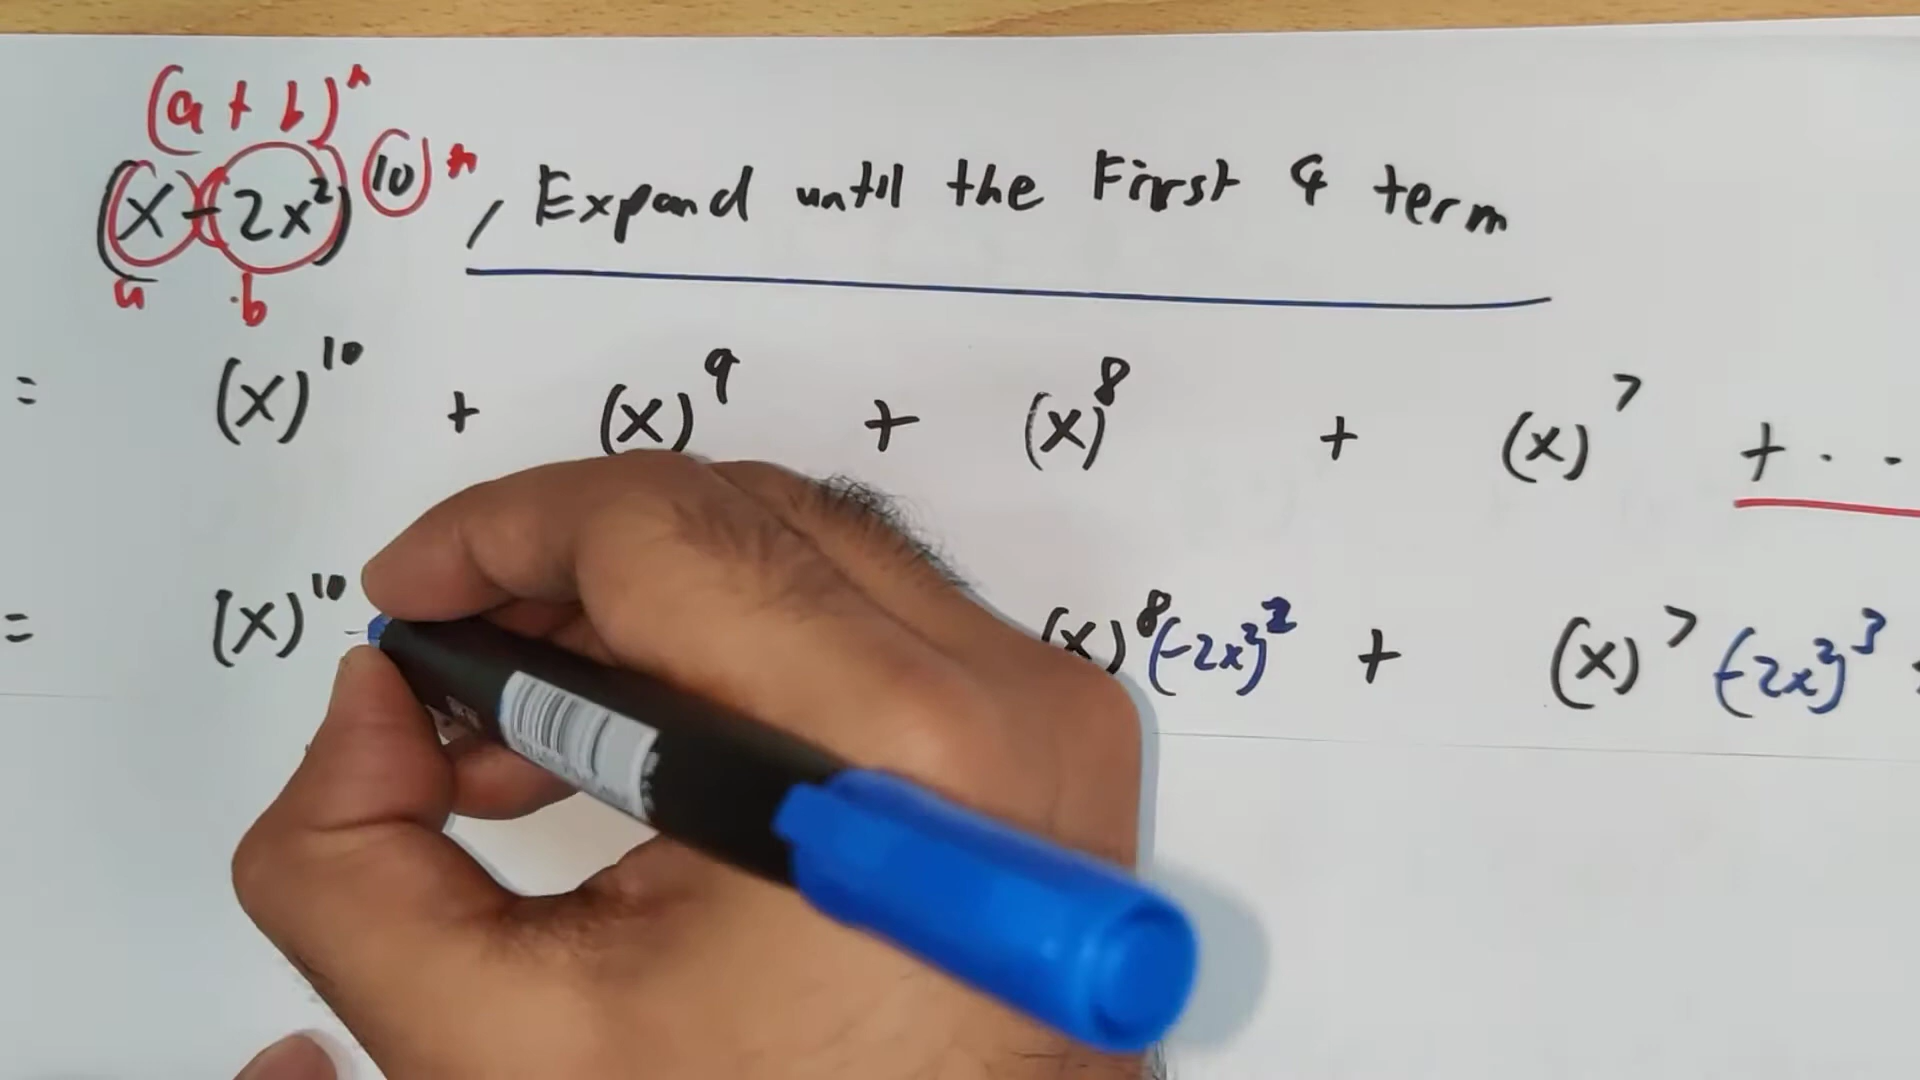 (a + b)ⁿ
(x - 2x²)¹⁰ n , Expand until the First 4 term
a b
= (x)¹⁰ + (x)⁹ + (x)⁸ + (x)⁷ + . . .
= (x)¹⁰ (x)⁸(-2x²)² + (x)⁷(-2x²)³